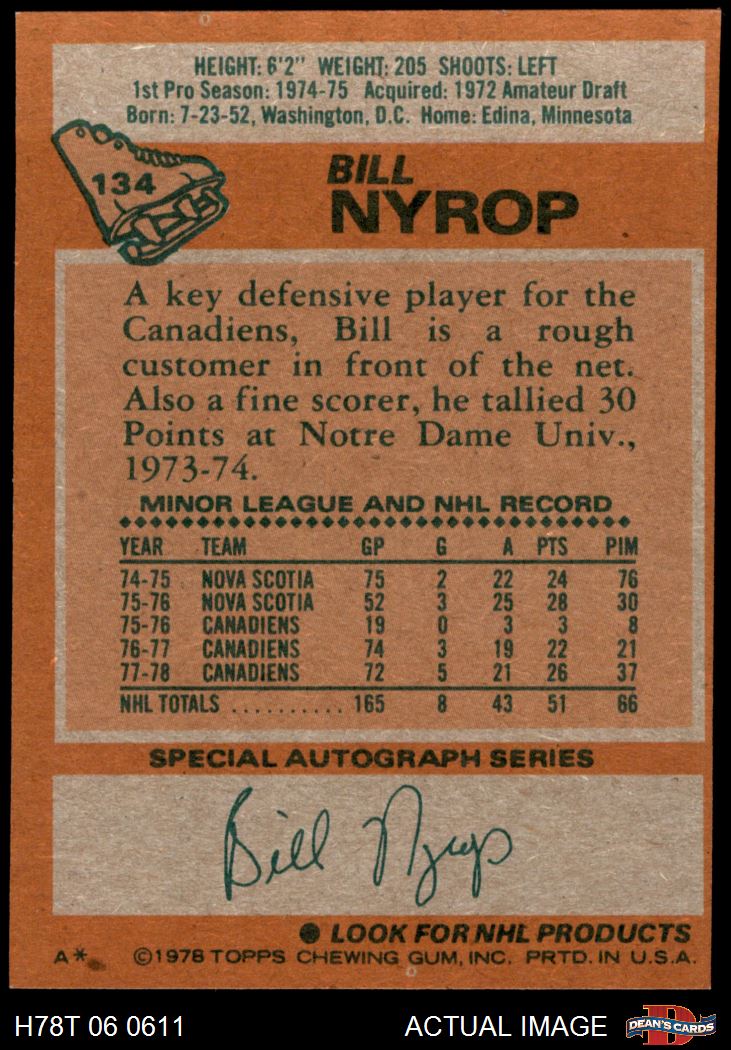 HEIGHT: 6'2" WEIGHT: 205 SHOOTS: LEFT
1st Pro Season: 1974-75 Acquired: 1972 Amateur Draft
Born: 7-23-52, Washington, D.C. Home: Edina, Minnesota
134
BILL
NYROP
A key defensive player for the
Canadiens, Bill is a rough
customer in front of the net.
Also a fine scorer, he tallied 30
Points at Notre Dame Univ.,
1973-74.
MINOR LEAGUE AND NHL RECORD
YEAR TEAM GP G A PTS PIM
74-75 NOVA SCOTIA 75 2 22 24 76
75-76 NOVA SCOTIA 52 3 25 28 30
75-76 CANADIENS 19 0 3 3 8
76-77 CANADIENS 74 3 19 22 21
77-78 CANADIENS 72 5 21 26 37
NHL TOTALS .......... 165 8 43 51 66
SPECIAL AUTOGRAPH SERIES
Bill Nyrop
● LOOK FOR NHL PRODUCTS
A* ©1978 TOPPS CHEWING GUM, INC. PRTD. IN U.S.A.
H78T 06 0611 ACTUAL IMAGE DEAN'S CARDS